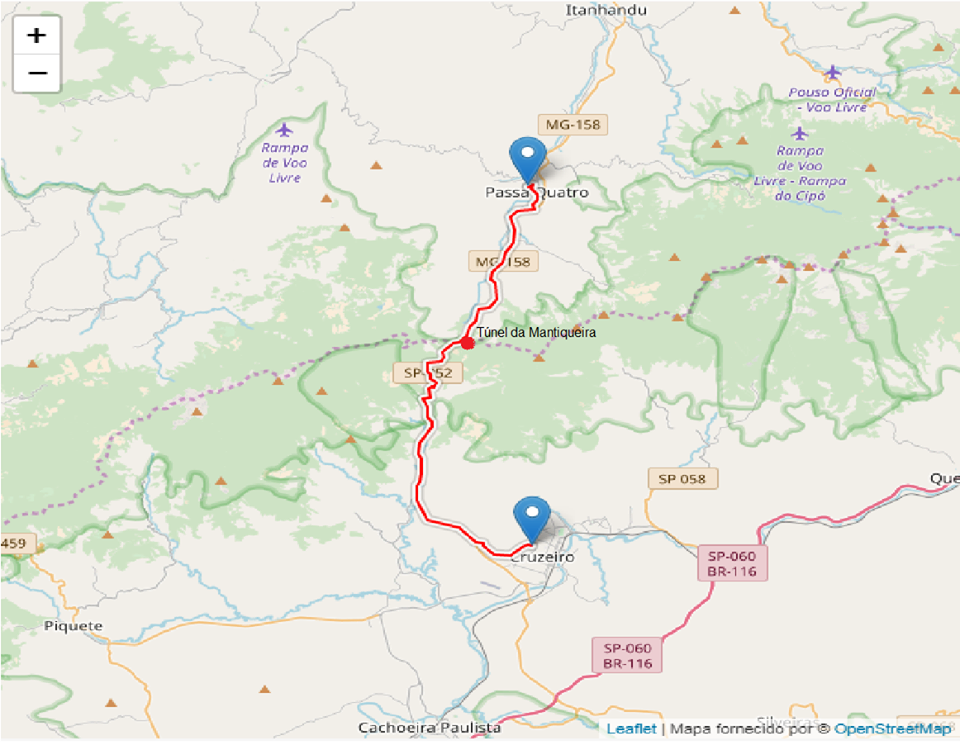 +
−
Itanhandu
Pouso Oficial
- Voo Livre
MG-158
Rampa
de Voo
Livre
Rampa
de Voo
Livre - Rampa
do Cipó
Passa Quatro
MG-158
Túnel da Mantiqueira
SP 52
SP 058
Que
459
Cruzeiro
SP-060
BR-116
Piquete
SP-060
BR-116
Cachoeira Paulista
Silveiras
Leaflet | Mapa fornecido por © OpenStreetMap